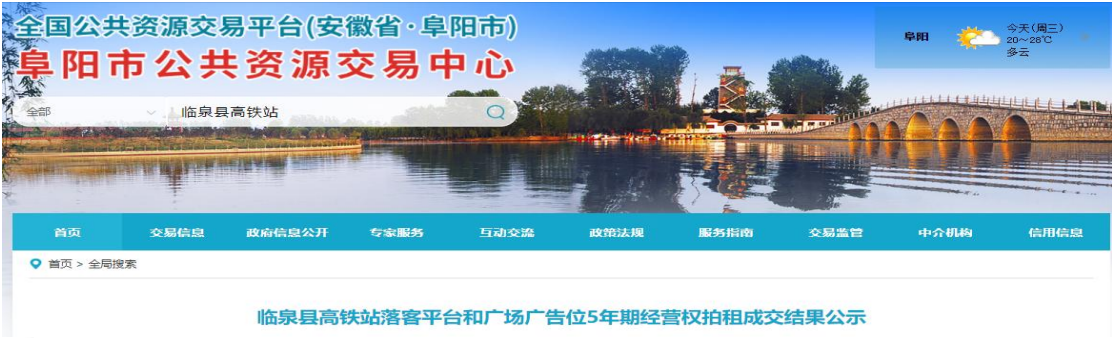 全国公共资源交易平台(安徽省·阜阳市)
阜阳市公共资源交易中心
阜阳
今天(周三)
20~28℃
多云
全部 临泉县高铁站
首页 交易信息 政府信息公开 专家服务 互动交流 政策法规 服务指南 交易监管 中介机构 信用信息
首页 > 全局搜索
临泉县高铁站落客平台和广场广告位5年期经营权拍租成交结果公示